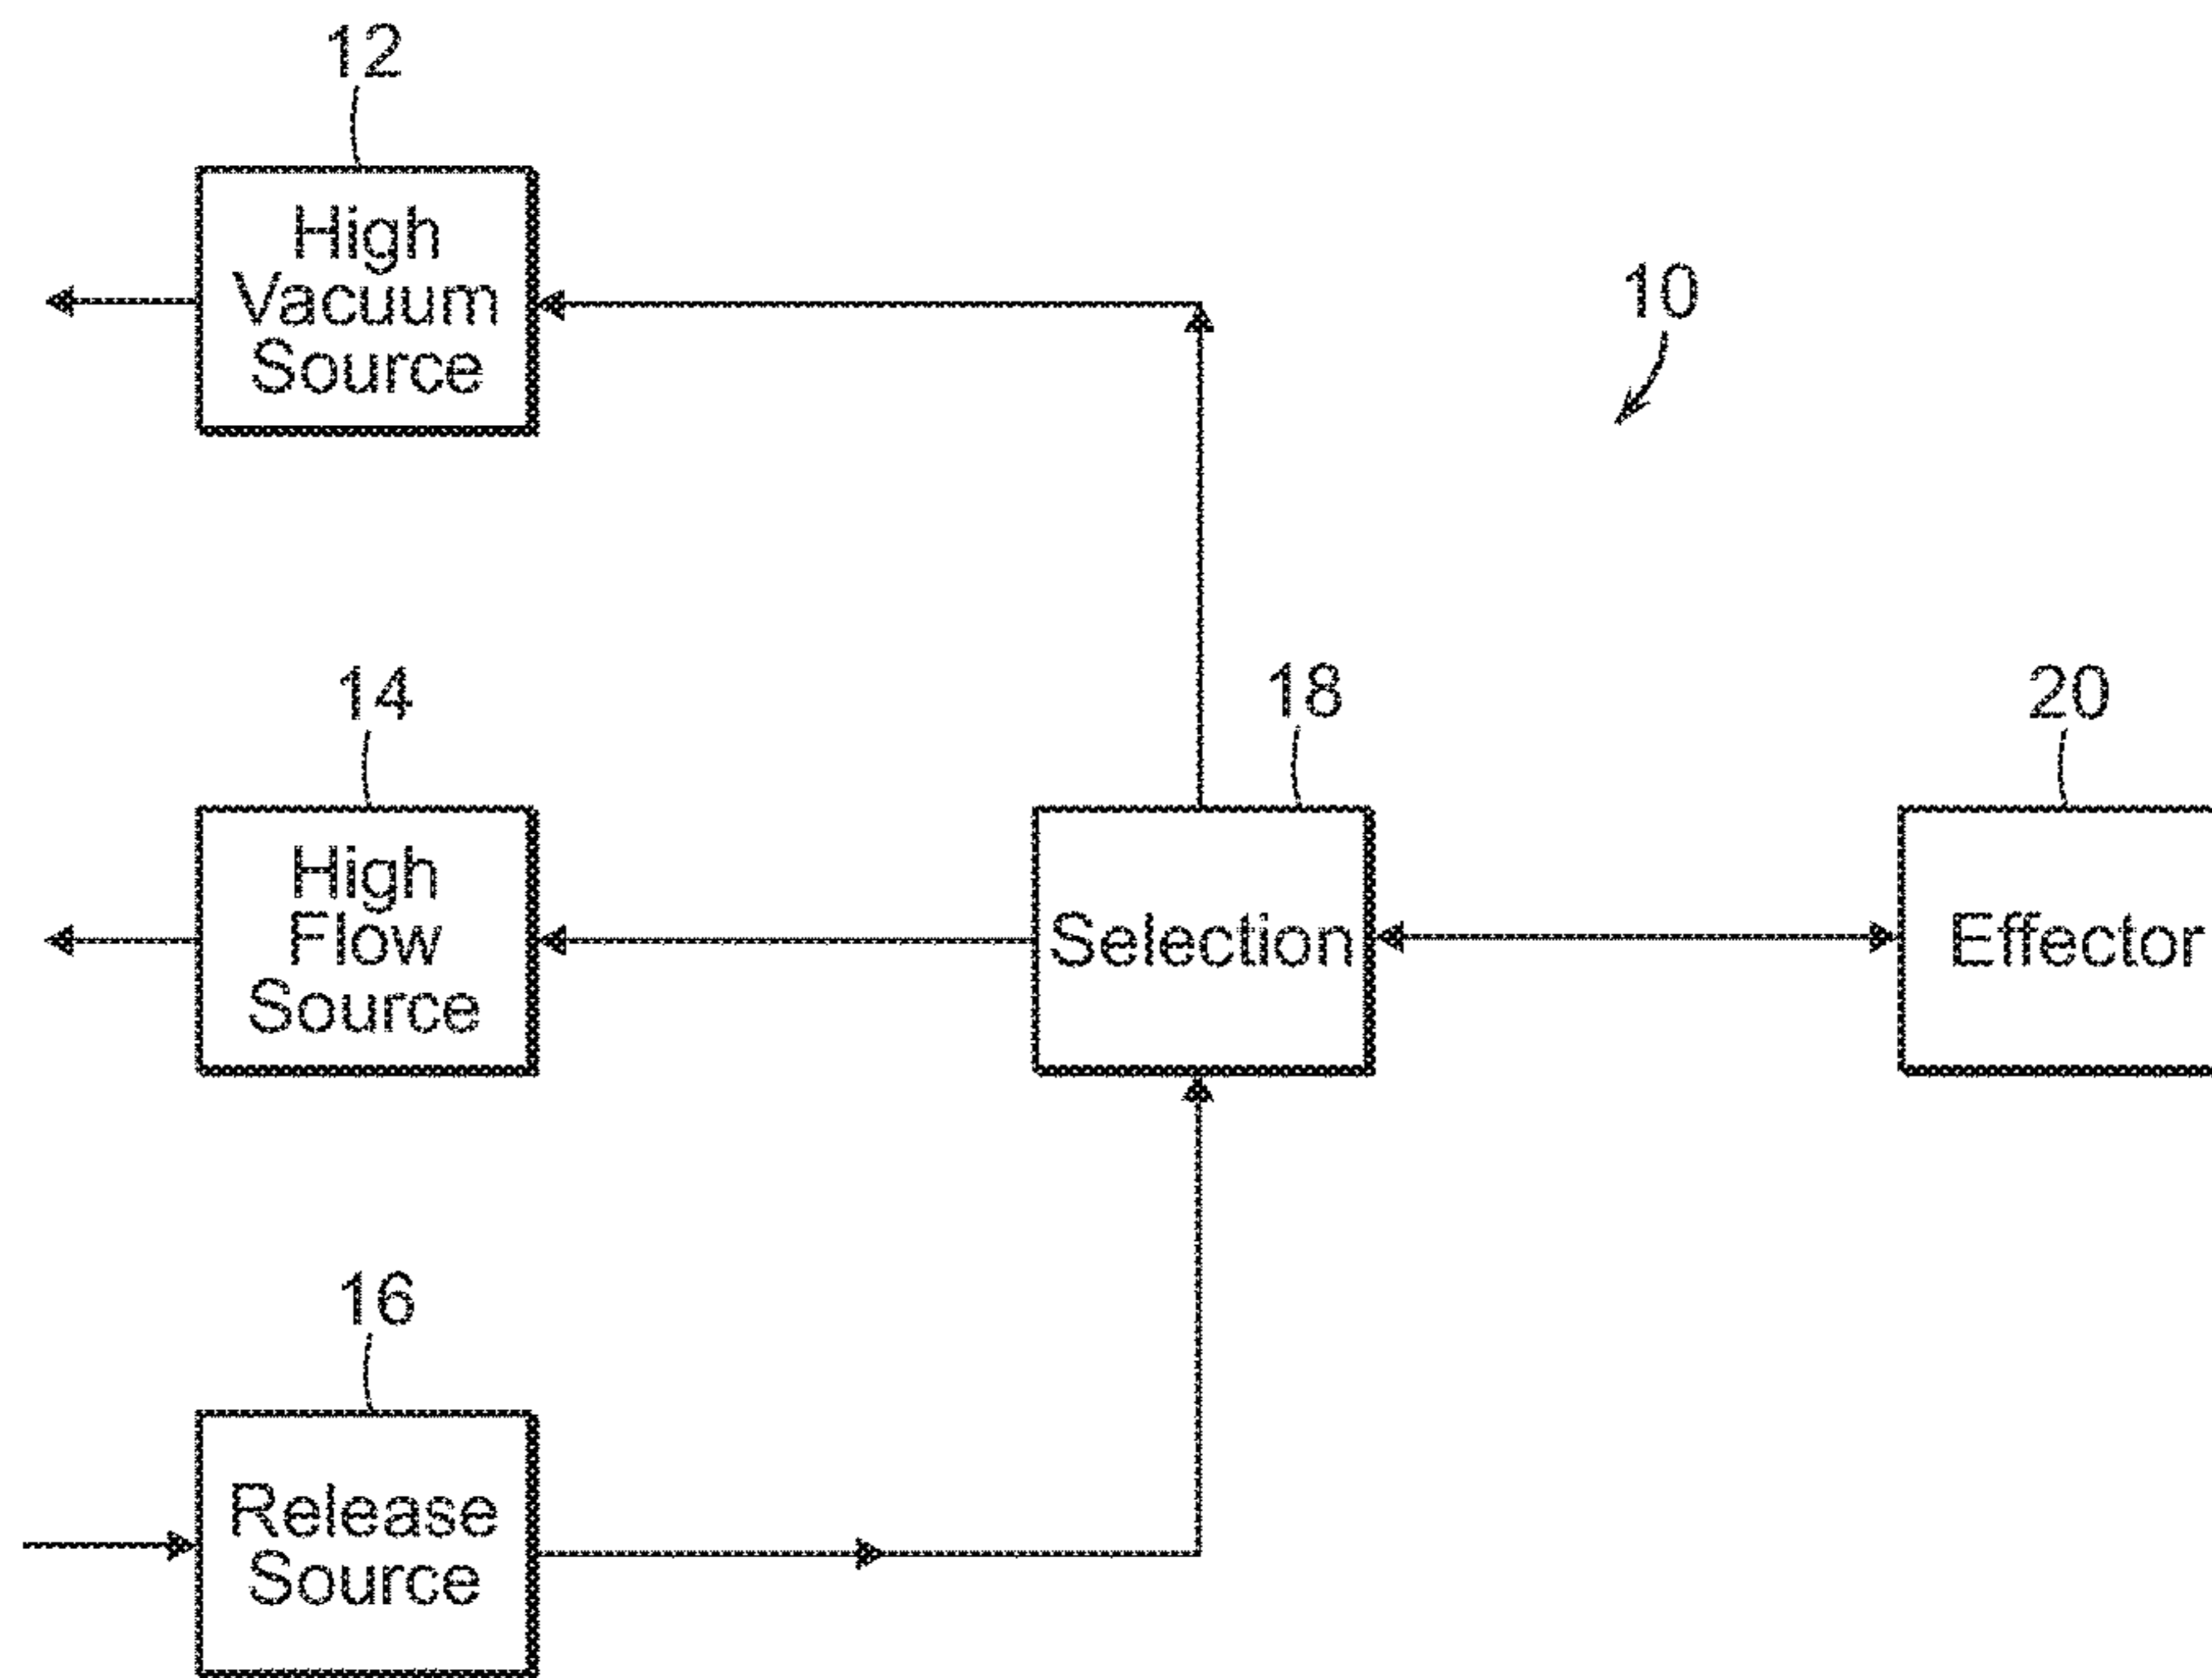 12
High
Vacuum
Source
10
14
High
Flow
Source
18
Selection
20
Effector
16
Release
Source